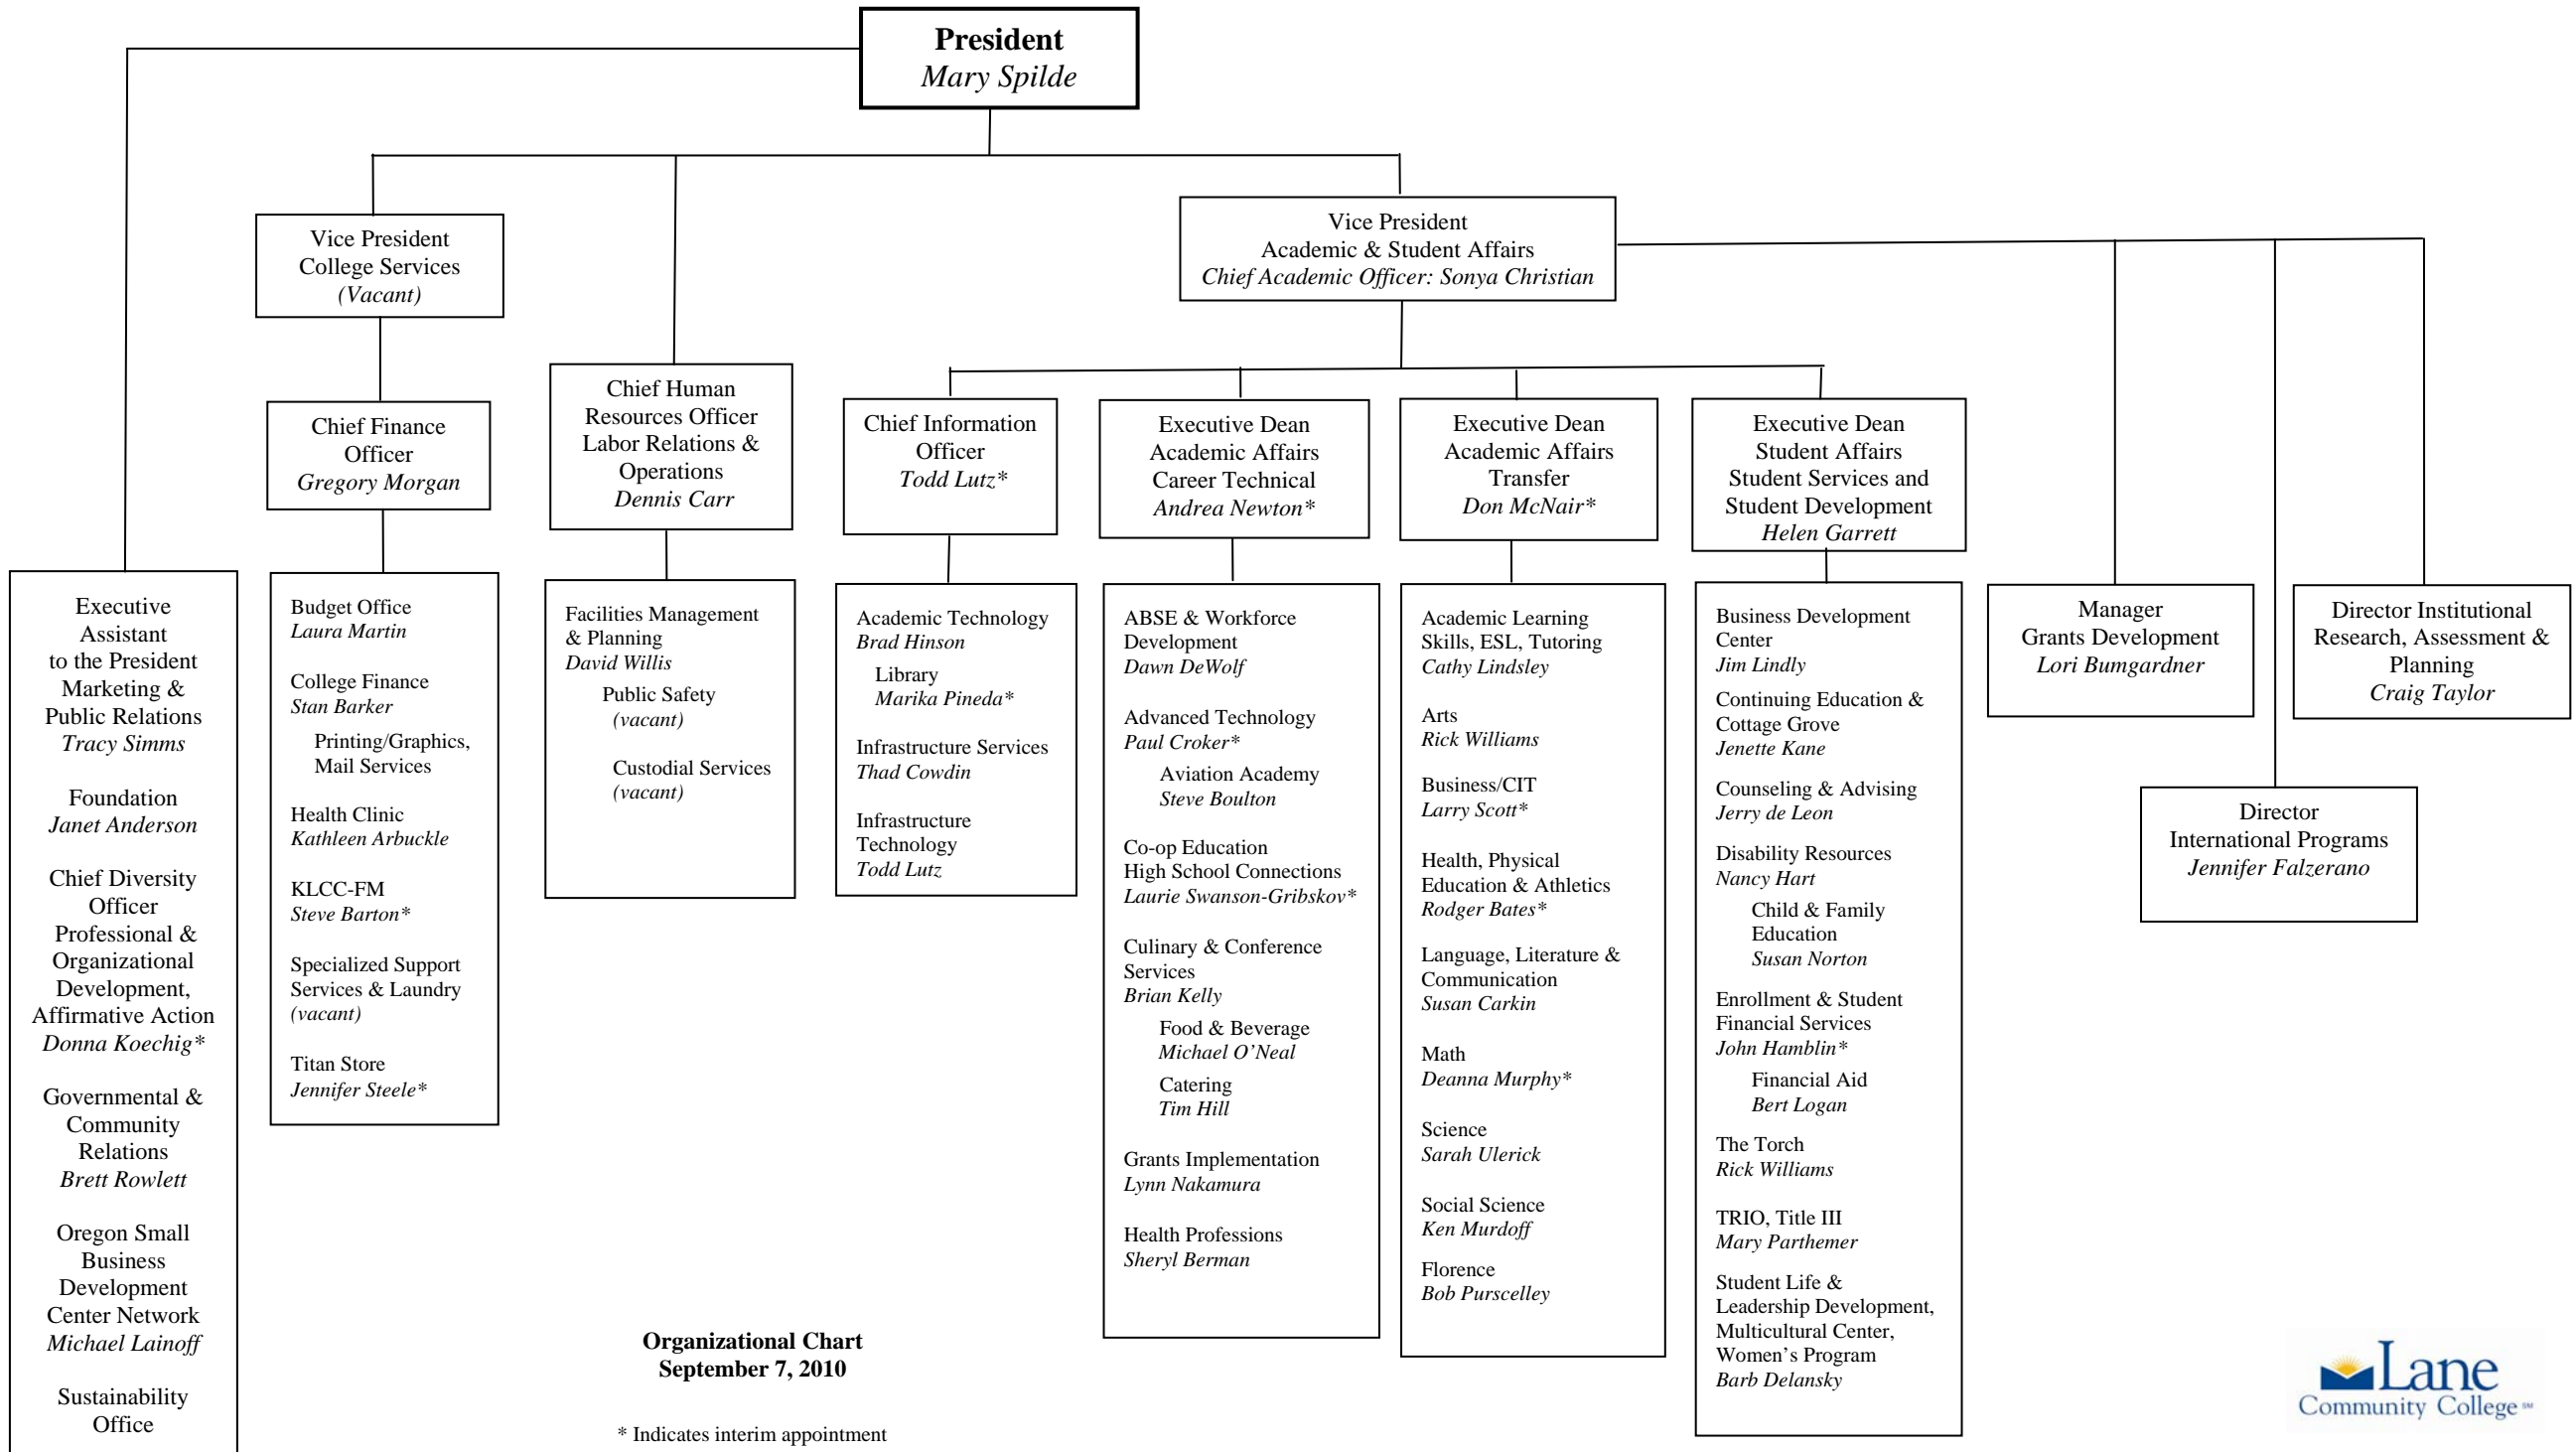 President
Mary Spilde
Vice President
College Services
(Vacant)
Vice President
Academic & Student Affairs
Chief Academic Officer: Sonya Christian
Chief Finance
Officer
Gregory Morgan
Chief Human
Resources Officer
Labor Relations &
Operations
Dennis Carr
Chief Information
Officer
Todd Lutz*
Executive Dean
Academic Affairs
Career Technical
Andrea Newton*
Executive Dean
Academic Affairs
Transfer
Don McNair*
Executive Dean
Student Affairs
Student Services and
Student Development
Helen Garrett
Executive
Assistant
to the President
Marketing &
Public Relations
Tracy Simms
Foundation
Janet Anderson
Chief Diversity
Officer
Professional &
Organizational
Development,
Affirmative Action
Donna Koechig*
Governmental &
Community
Relations
Brett Rowlett
Oregon Small
Business
Development
Center Network
Michael Lainoff
Sustainability
Office
Budget Office
Laura Martin
College Finance
Stan Barker
Printing/Graphics,
Mail Services
Health Clinic
Kathleen Arbuckle
KLCC-FM
Steve Barton*
Specialized Support
Services & Laundry
(vacant)
Titan Store
Jennifer Steele*
Facilities Management
& Planning
David Willis
Public Safety
(vacant)
Custodial Services
(vacant)
Academic Technology
Brad Hinson
Library
Marika Pineda*
Infrastructure Services
Thad Cowdin
Infrastructure
Technology
Todd Lutz
ABSE & Workforce
Development
Dawn DeWolf
Advanced Technology
Paul Croker*
Aviation Academy
Steve Boulton
Co-op Education
High School Connections
Laurie Swanson-Gribskov*
Culinary & Conference
Services
Brian Kelly
Food & Beverage
Michael O’Neal
Catering
Tim Hill
Grants Implementation
Lynn Nakamura
Health Professions
Sheryl Berman
Academic Learning
Skills, ESL, Tutoring
Cathy Lindsley
Arts
Rick Williams
Business/CIT
Larry Scott*
Health, Physical
Education & Athletics
Rodger Bates*
Language, Literature &
Communication
Susan Carkin
Math
Deanna Murphy*
Science
Sarah Ulerick
Social Science
Ken Murdoff
Florence
Bob Purscelley
Business Development
Center
Jim Lindly
Continuing Education &
Cottage Grove
Jenette Kane
Counseling & Advising
Jerry de Leon
Disability Resources
Nancy Hart
Child & Family
Education
Susan Norton
Enrollment & Student
Financial Services
John Hamblin*
Financial Aid
Bert Logan
The Torch
Rick Williams
TRIO, Title III
Mary Parthemer
Student Life &
Leadership Development,
Multicultural Center,
Women’s Program
Barb Delansky
Manager
Grants Development
Lori Bumgardner
Director Institutional
Research, Assessment &
Planning
Craig Taylor
Director
International Programs
Jennifer Falzerano
Organizational Chart
September 7, 2010
* Indicates interim appointment
Lane
Community College SM